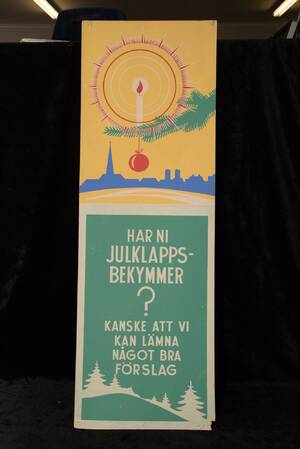 HAR NI
JULKLAPPS-
BEKYMMER
?
KANSKE ATT VI
KAN LÄMNA
NÅGOT BRA
FÖRSLAG